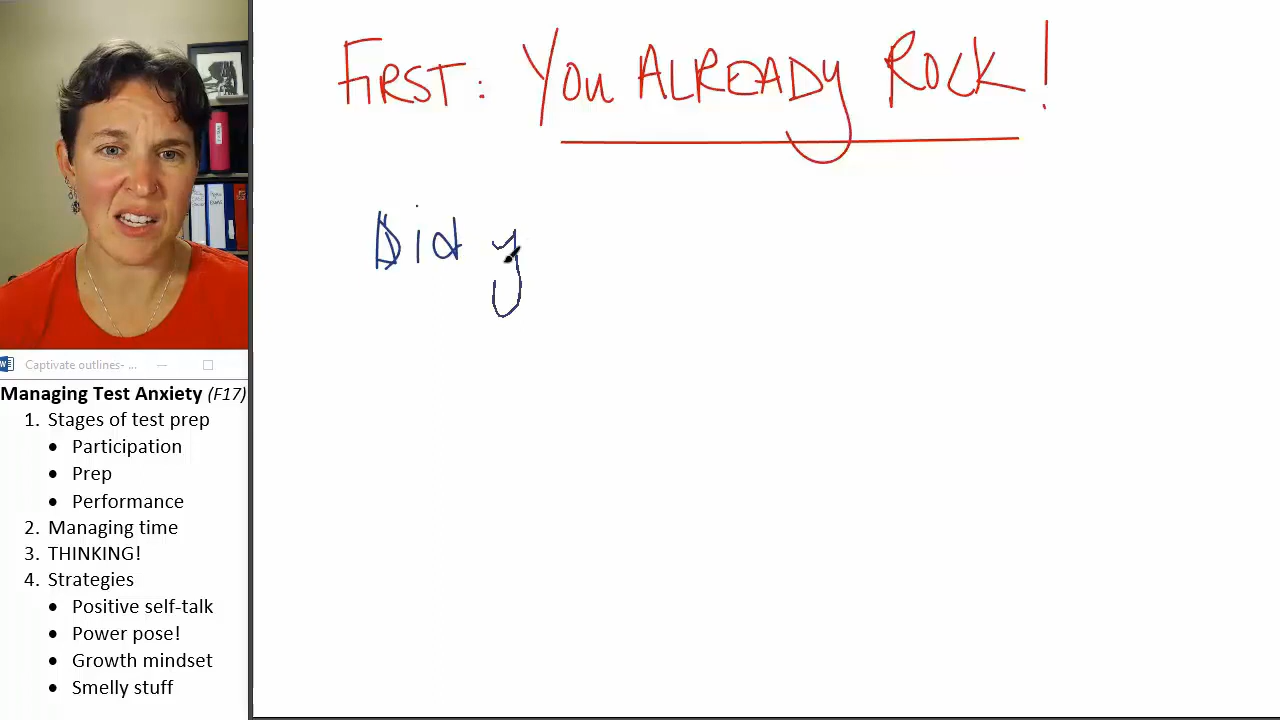 FIRST: YOU ALREADY ROCK!
Did y
Captivate outlines- ...
Managing Test Anxiety (F17)
1. Stages of test prep
• Participation
• Prep
• Performance
2. Managing time
3. THINKING!
4. Strategies
• Positive self-talk
• Power pose!
• Growth mindset
• Smelly stuff